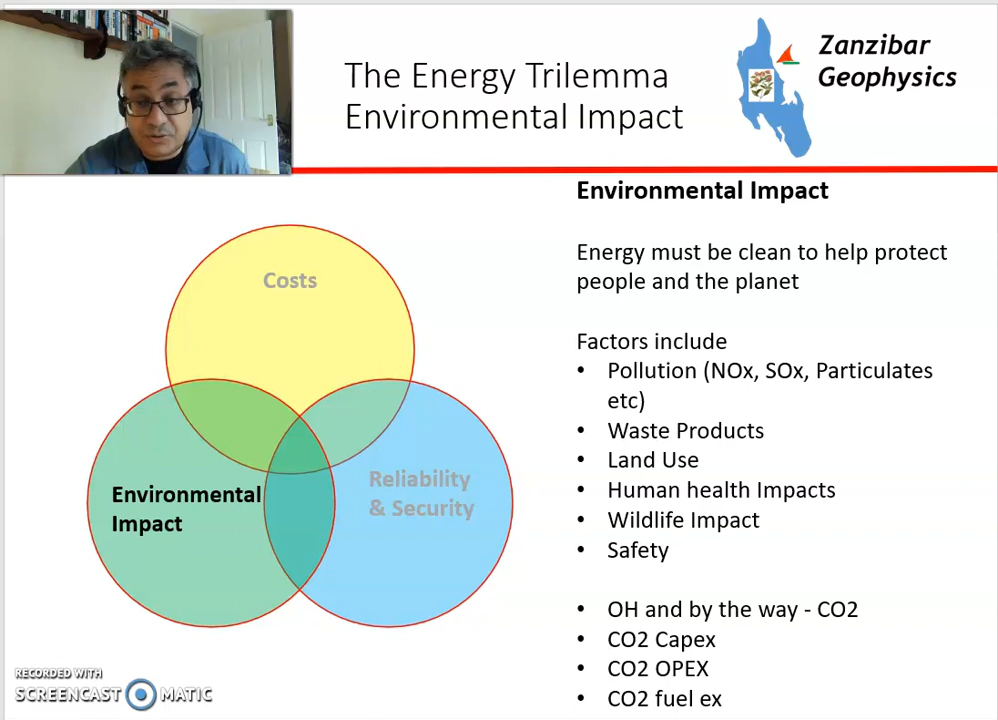 The Energy Trilemma
Environmental Impact
Zanzibar
Geophysics
Costs
Environmental
Impact
Reliability
& Security
Environmental Impact
Energy must be clean to help protect
people and the planet
Factors include
• Pollution (NOx, SOx, Particulates
etc)
• Waste Products
• Land Use
• Human health Impacts
• Wildlife Impact
• Safety
• OH and by the way - CO2
• CO2 Capex
• CO2 OPEX
• CO2 fuel ex
RECORDED WITH
SCREENCAST MATIC